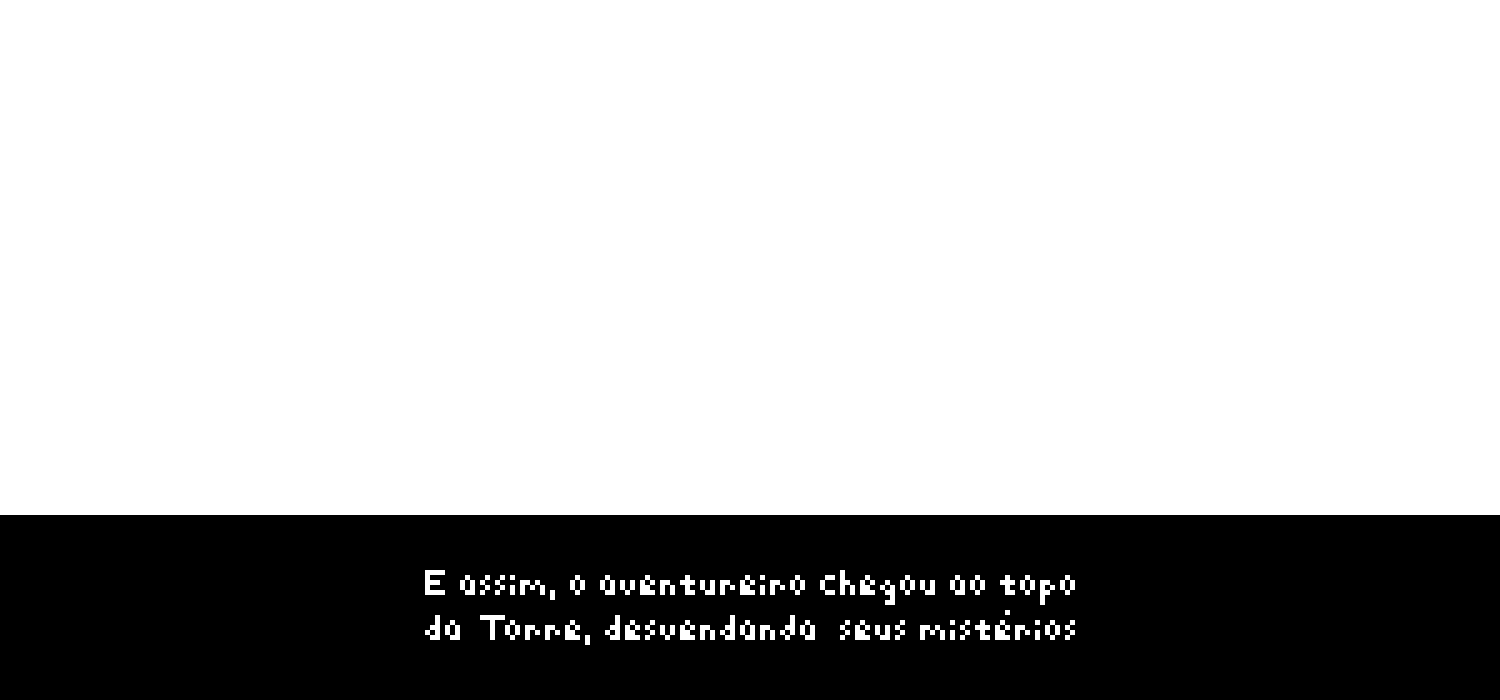 E assim, o aventureiro chegou ao topo
da Torre, desvendando seus mistérios